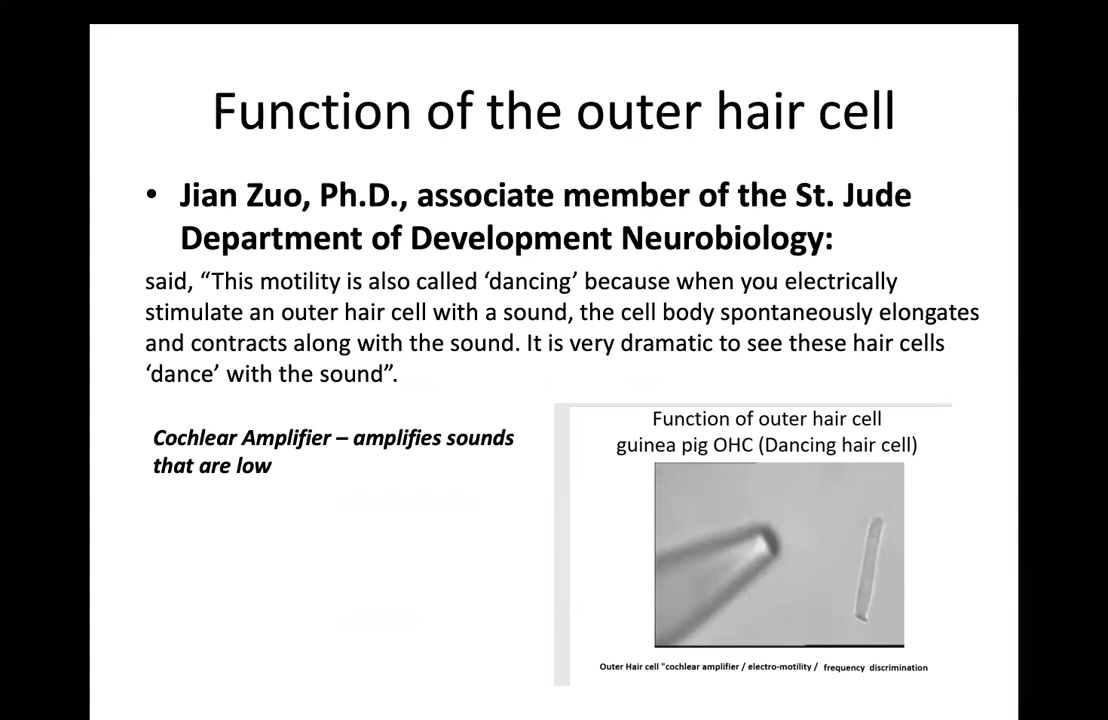 Function of the outer hair cell
• Jian Zuo, Ph.D., associate member of the St. Jude
Department of Development Neurobiology:
said, “This motility is also called ‘dancing’ because when you electrically
stimulate an outer hair cell with a sound, the cell body spontaneously elongates
and contracts along with the sound. It is very dramatic to see these hair cells
‘dance’ with the sound”.
Cochlear Amplifier – amplifies sounds
that are low
Function of outer hair cell
guinea pig OHC (Dancing hair cell)
Outer Hair cell "cochlear amplifier / electro-motility / frequency discrimination